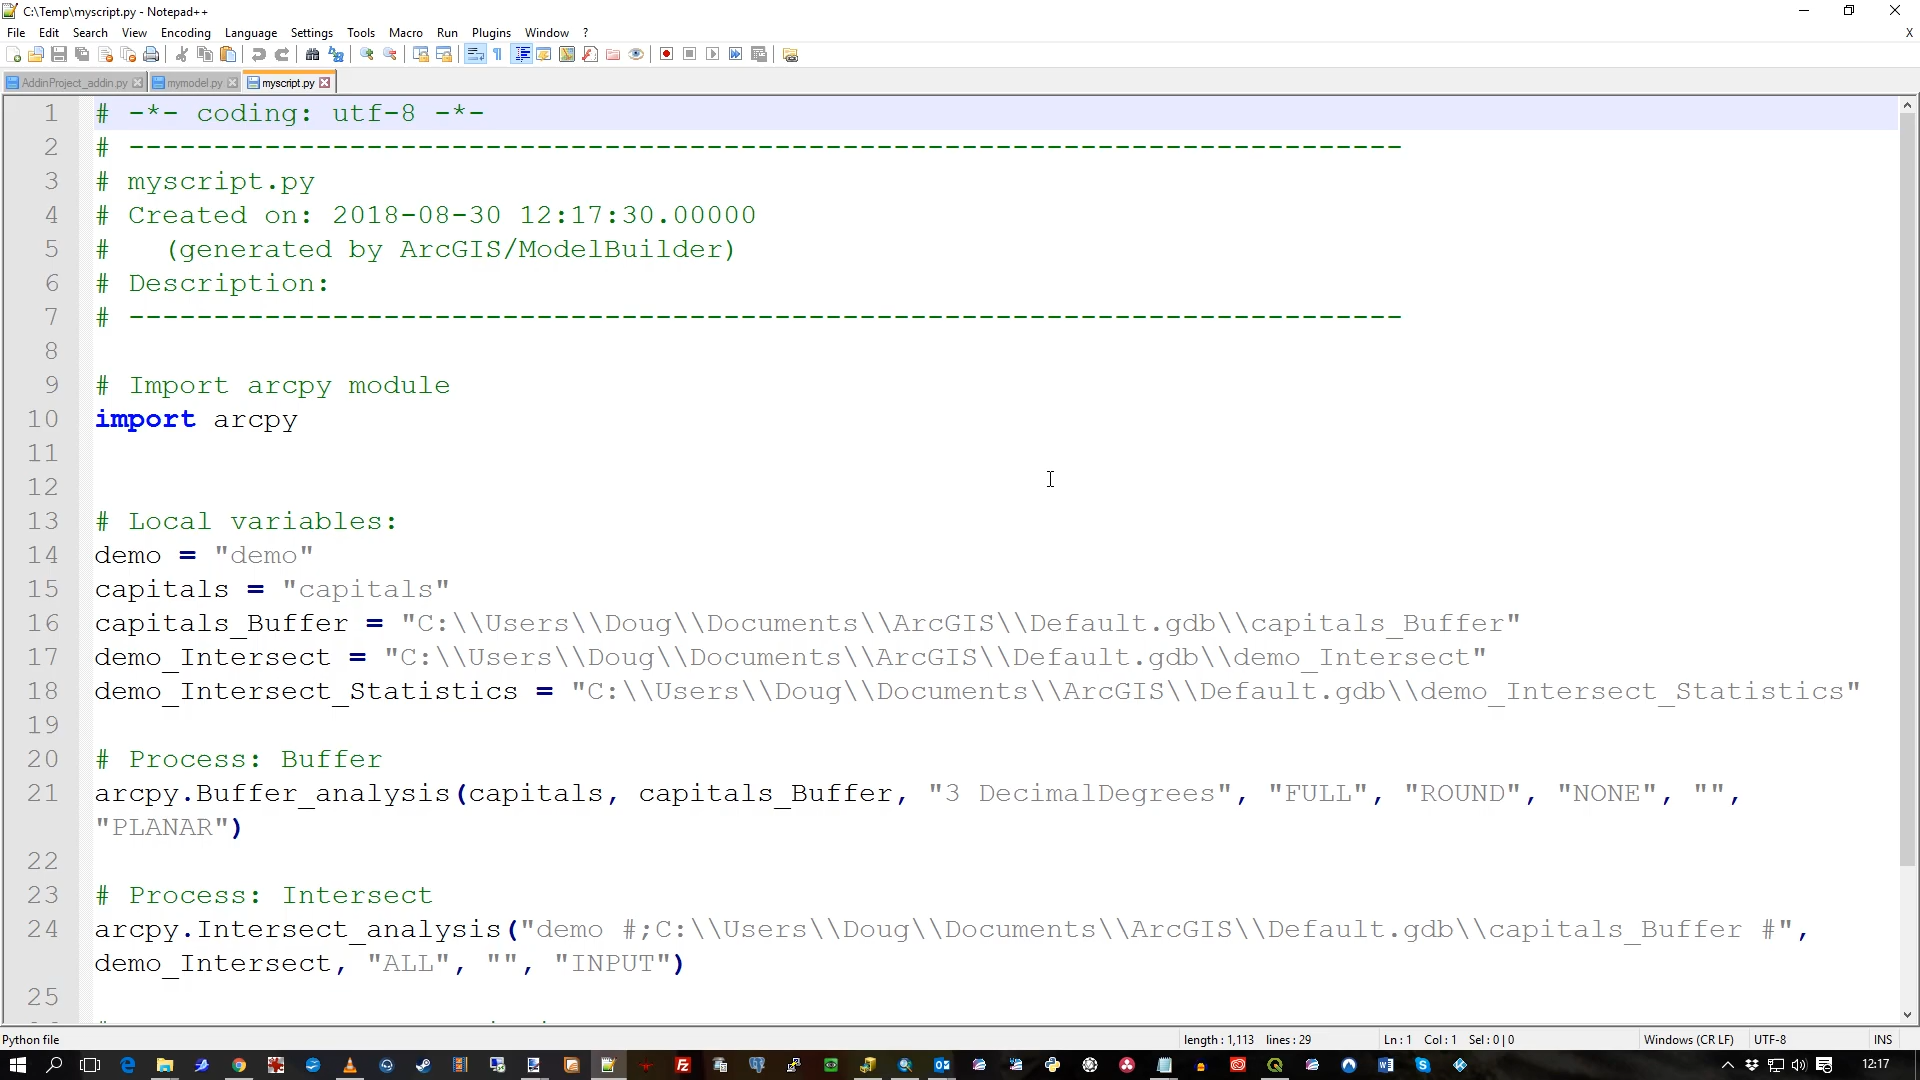 C:\Temp\myscript.py - Notepad++
File Edit Search View Encoding Language Settings Tools Macro Run Plugins Window ? X
AddinProject_addin.py mymodel.py myscript.py
1 # -*- coding: utf-8 -*-
2 # ---------------------------------------------------------------------------
3 # myscript.py
4 # Created on: 2018-08-30 12:17:30.00000
5 #   (generated by ArcGIS/ModelBuilder)
6 # Description:
7 # ---------------------------------------------------------------------------
8
9 # Import arcpy module
10 import arcpy
11
12
13 # Local variables:
14 demo = "demo"
15 capitals = "capitals"
16 capitals_Buffer = "C:\\Users\\Doug\\Documents\\ArcGIS\\Default.gdb\\capitals_Buffer"
17 demo_Intersect = "C:\\Users\\Doug\\Documents\\ArcGIS\\Default.gdb\\demo_Intersect"
18 demo_Intersect_Statistics = "C:\\Users\\Doug\\Documents\\ArcGIS\\Default.gdb\\demo_Intersect_Statistics"
19
20 # Process: Buffer
21 arcpy.Buffer_analysis(capitals, capitals_Buffer, "3 DecimalDegrees", "FULL", "ROUND", "NONE", "",
"PLANAR")
22
23 # Process: Intersect
24 arcpy.Intersect_analysis("demo #;C:\\Users\\Doug\\Documents\\ArcGIS\\Default.gdb\\capitals_Buffer #",
demo_Intersect, "ALL", "", "INPUT")
25
Python file length : 1,113 lines : 29 Ln : 1 Col : 1 Sel : 0 | 0 Windows (CR LF) UTF-8 INS
12:17